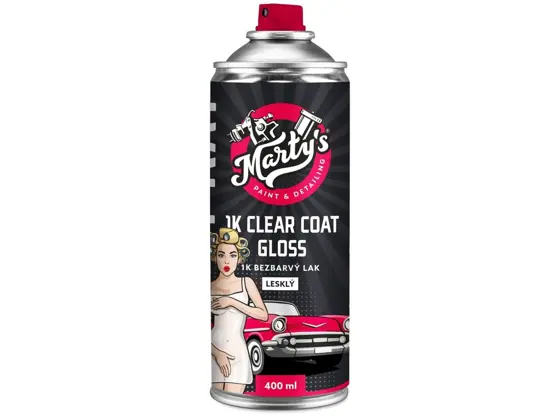 Marty's
PAINT & DETAILING
1K CLEAR COAT
GLOSS
1K BEZBARVÝ LAK
LESKLÝ
400 ml